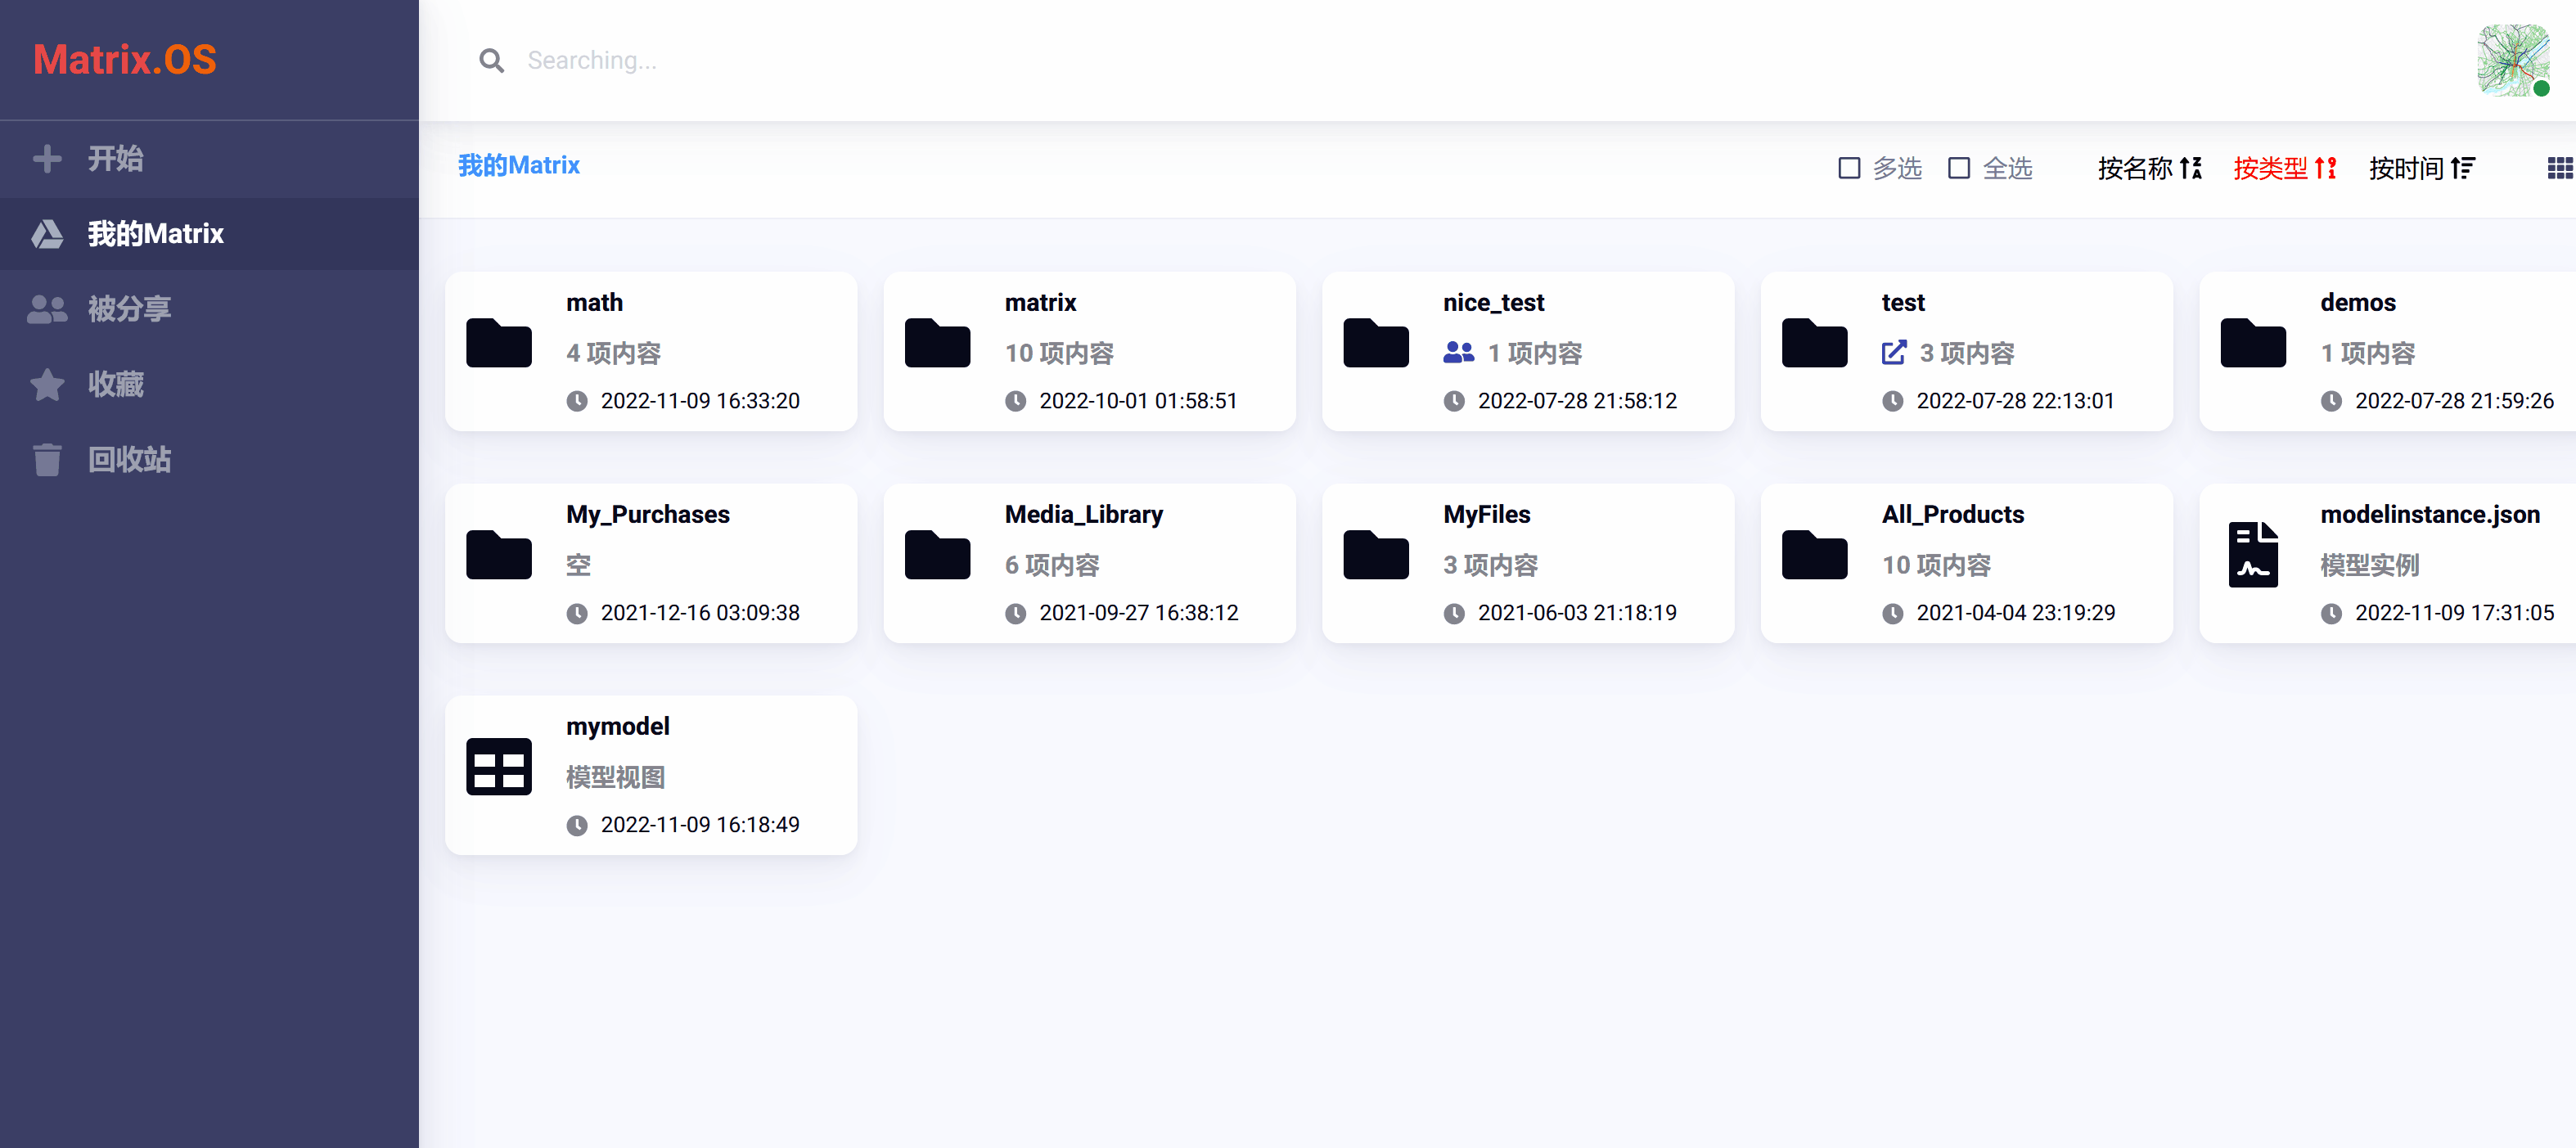 Matrix.OS
Searching...
开始
我的Matrix
被分享
收藏
回收站
我的Matrix
多选 全选 按名称 按类型 按时间
math
4 项内容
2022-11-09 16:33:20
matrix
10 项内容
2022-10-01 01:58:51
nice_test
1 项内容
2022-07-28 21:58:12
test
3 项内容
2022-07-28 22:13:01
demos
1 项内容
2022-07-28 21:59:26
My_Purchases
空
2021-12-16 03:09:38
Media_Library
6 项内容
2021-09-27 16:38:12
MyFiles
3 项内容
2021-06-03 21:18:19
All_Products
10 项内容
2021-04-04 23:19:29
modelinstance.json
模型实例
2022-11-09 17:31:05
mymodel
模型视图
2022-11-09 16:18:49